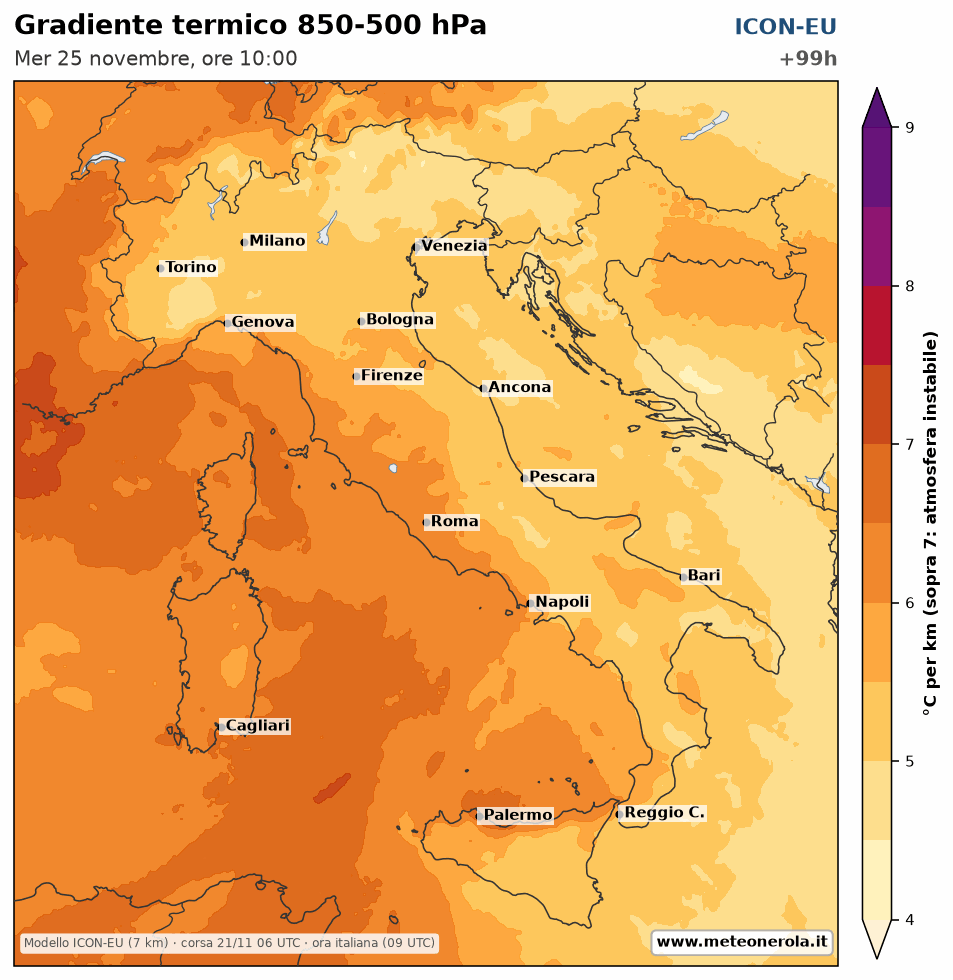 Gradiente termico 850-500 hPa
ICON-EU
Mer 25 novembre, ore 10:00
+99h
Milano
Venezia
Torino
Genova
Bologna
Firenze
Ancona
Pescara
Roma
Bari
Napoli
Cagliari
Palermo
Reggio C.
9
8
7
6
5
4
°C per km (sopra 7: atmosfera instabile)
Modello ICON-EU (7 km) · corsa 21/11 06 UTC · ora italiana (09 UTC)
www.meteonerola.it